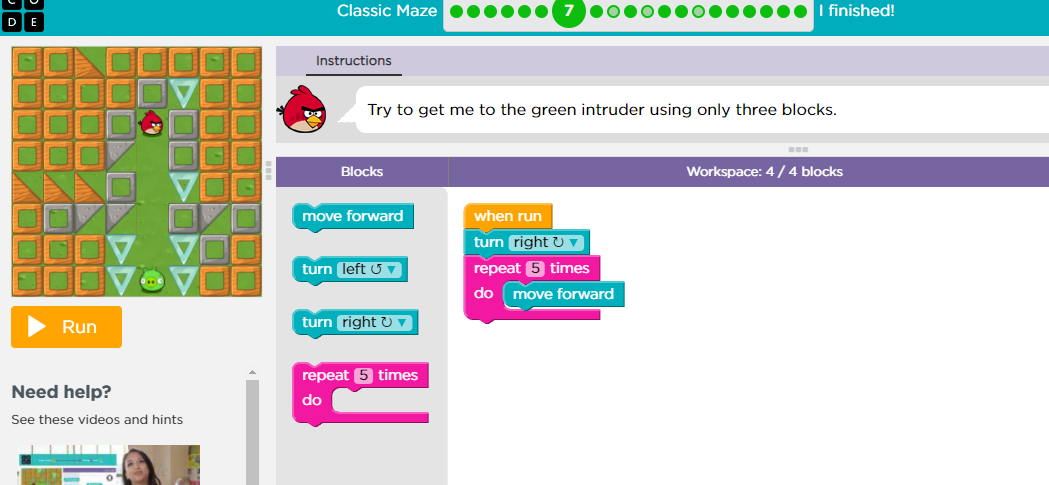 C O
D E
Classic Maze
7
I finished!
Instructions
Try to get me to the green intruder using only three blocks.
Blocks
Workspace: 4 / 4 blocks
move forward
turn left ↺ ▼
turn right ↻ ▼
repeat 5 times
do
when run
turn right ↻ ▼
repeat 5 times
do move forward
Run
Need help?
See these videos and hints